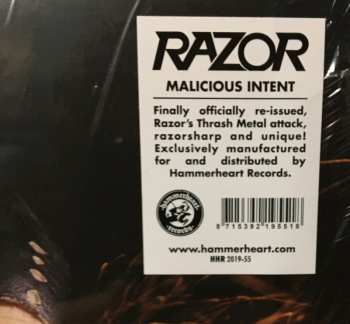 RAZOR
MALICIOUS INTENT
Finally officially re-issued,
Razor's Thrash Metal attack,
razorsharp and unique!
Exclusively manufactured
for and distributed by
Hammerheart Records.
hammerheart
records
8 715392 195518
www.hammerheart.com
HHR 2019-55